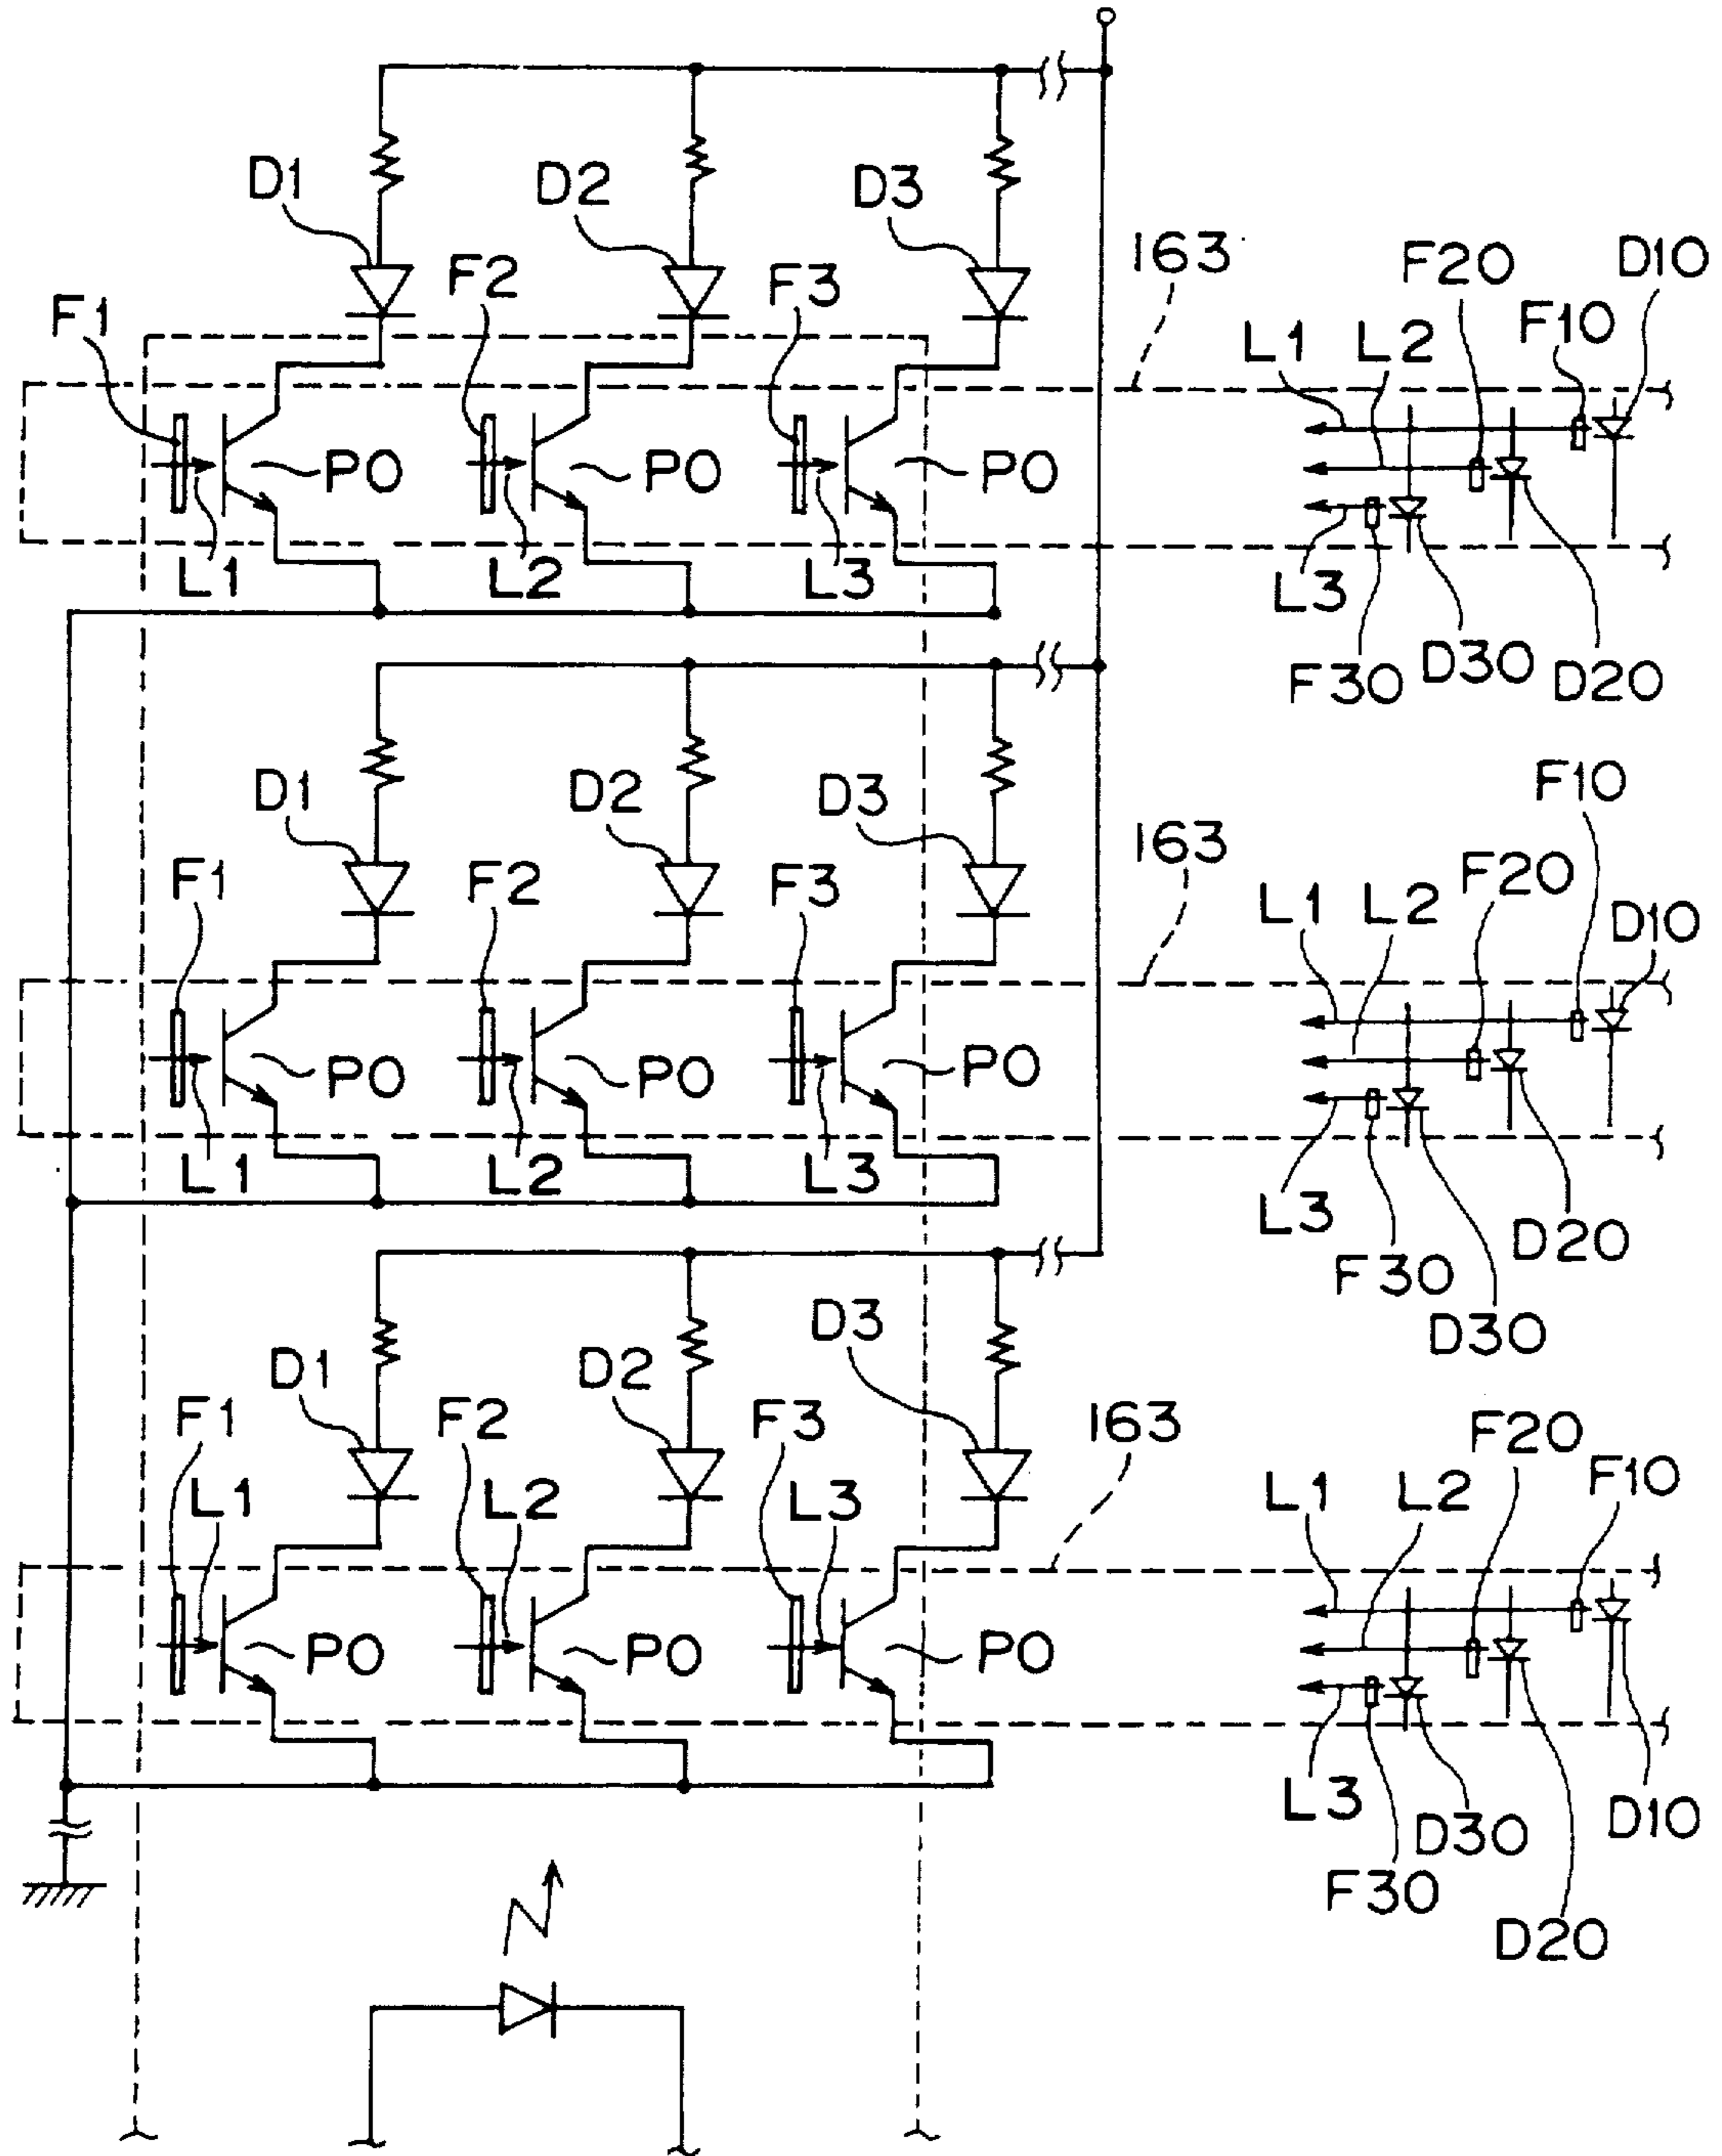 D1 D2 D3
163
F1 F2 F3
F20 D10
L1 L2 F10
PO PO PO
L1 L2 L3
L3
F30 D30 D20
D1 D2 D3
F10
163
F1 F2 F3
F20
L1 L2 D10
PO PO PO
L1 L2 L3
L3
D20
F30
D30
D1 D2 D3
F1 F2 F3 163
F20 F10
L1 L2 L3
L1 L2
PO PO PO
L3 D30 D10
F30
D20